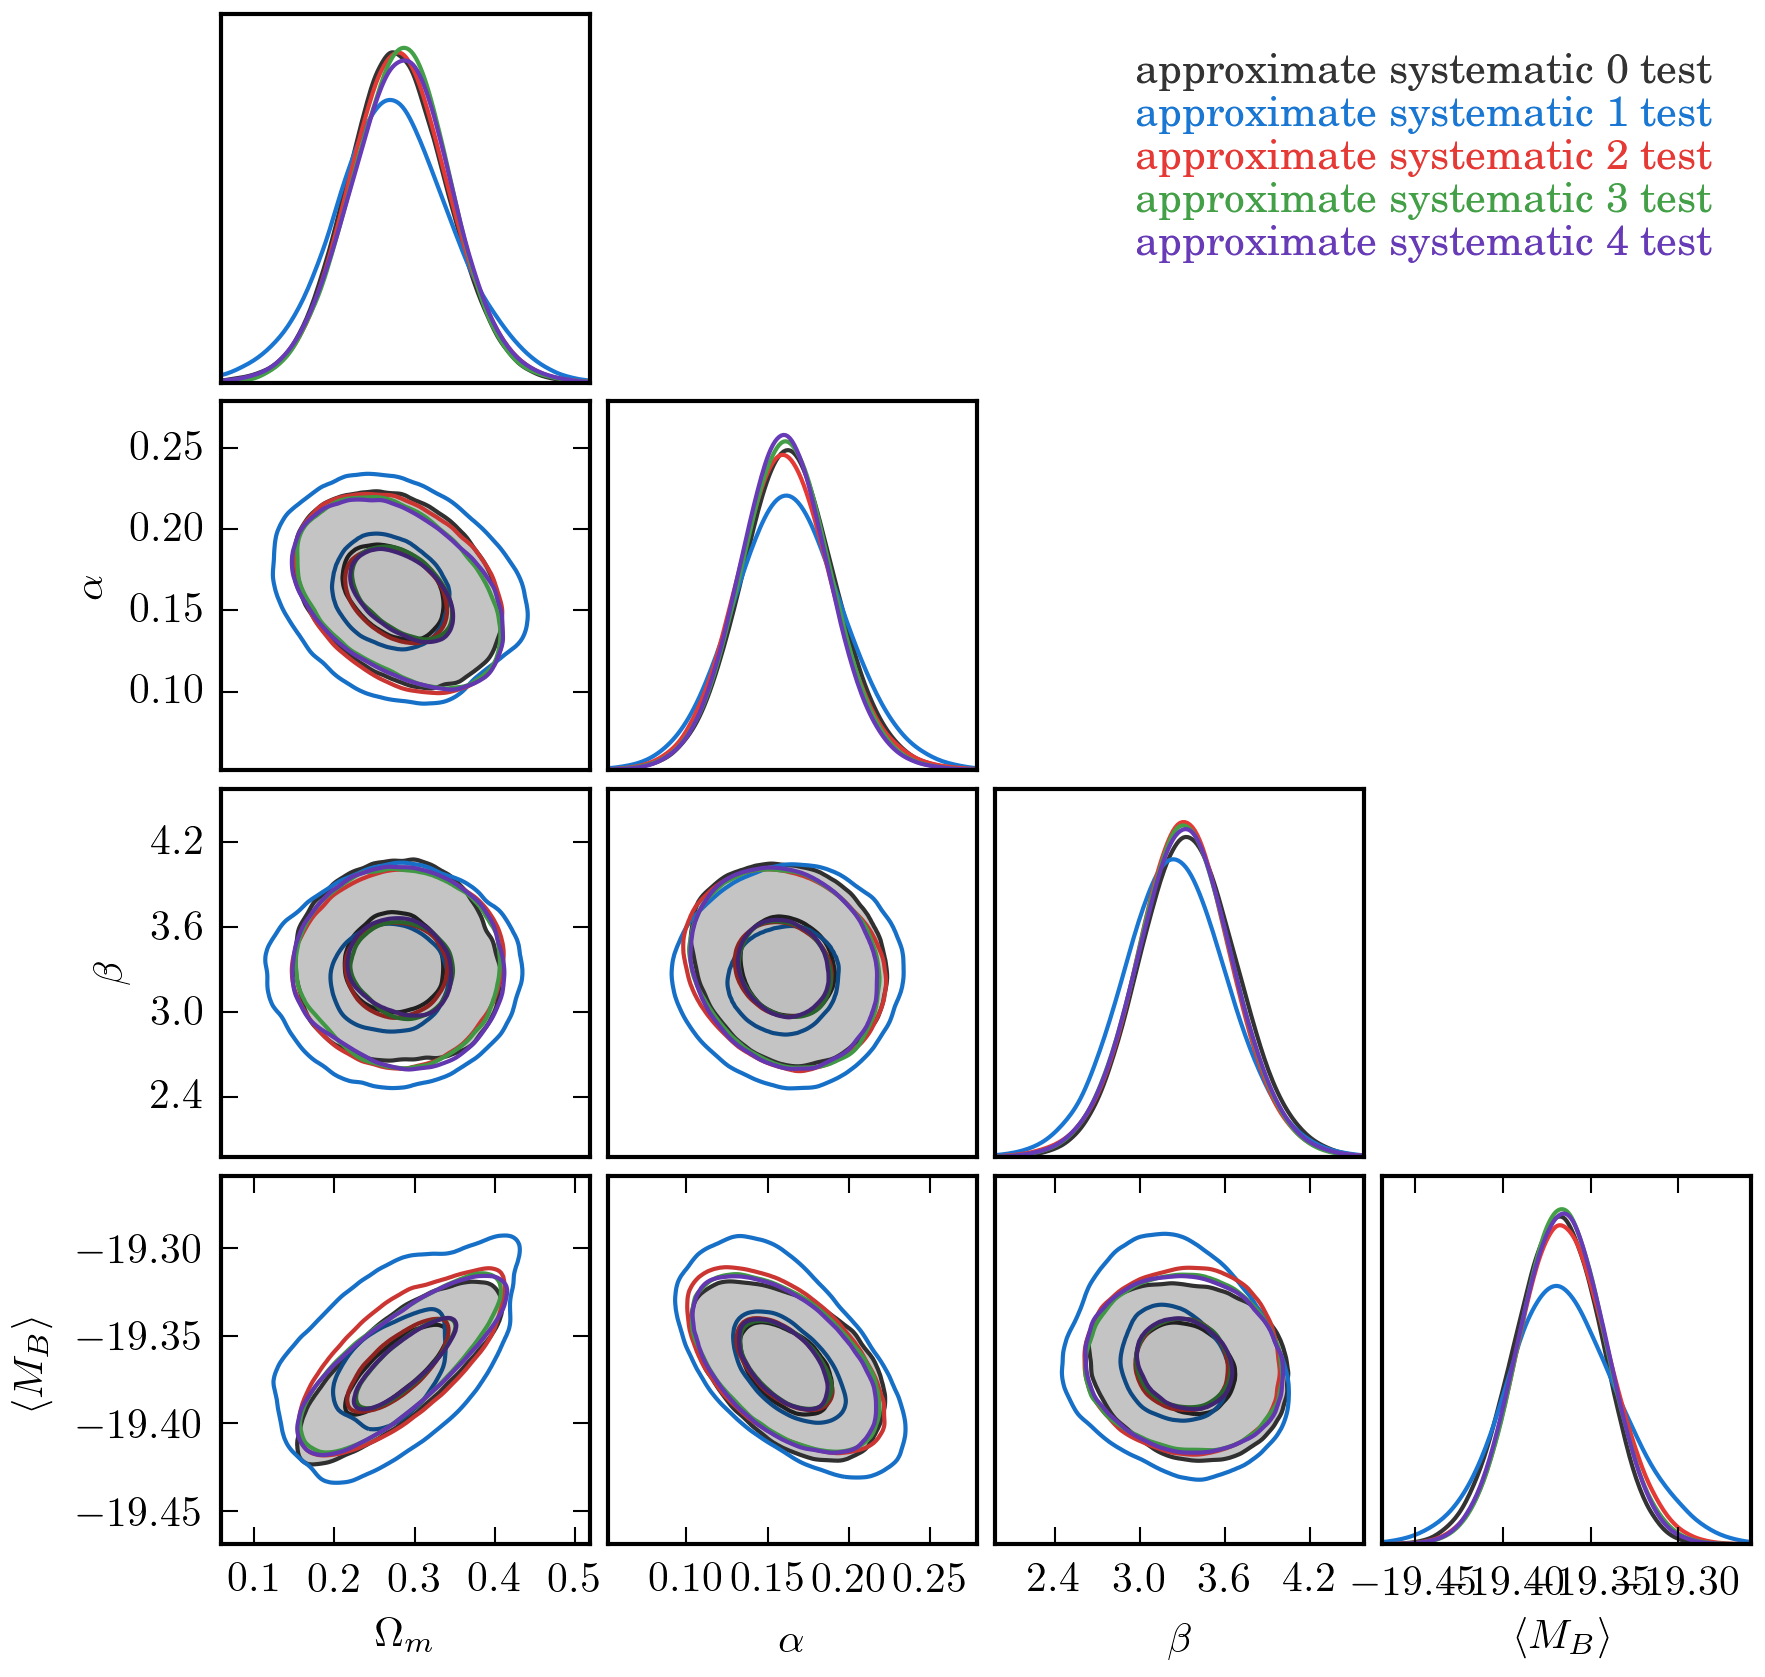 approximate systematic 0 test
approximate systematic 1 test
approximate systematic 2 test
approximate systematic 3 test
approximate systematic 4 test
0.25
0.20
α
0.15
0.10
4.2
3.6
β
3.0
2.4
−19.30
−19.35
⟨M_B⟩
−19.40
−19.45
0.1 0.2 0.3 0.4 0.5 0.10 0.15 0.20 0.25 2.4 3.0 3.6 4.2 −19.45 −19.40 −19.35 −19.30
Ω_m α β ⟨M_B⟩